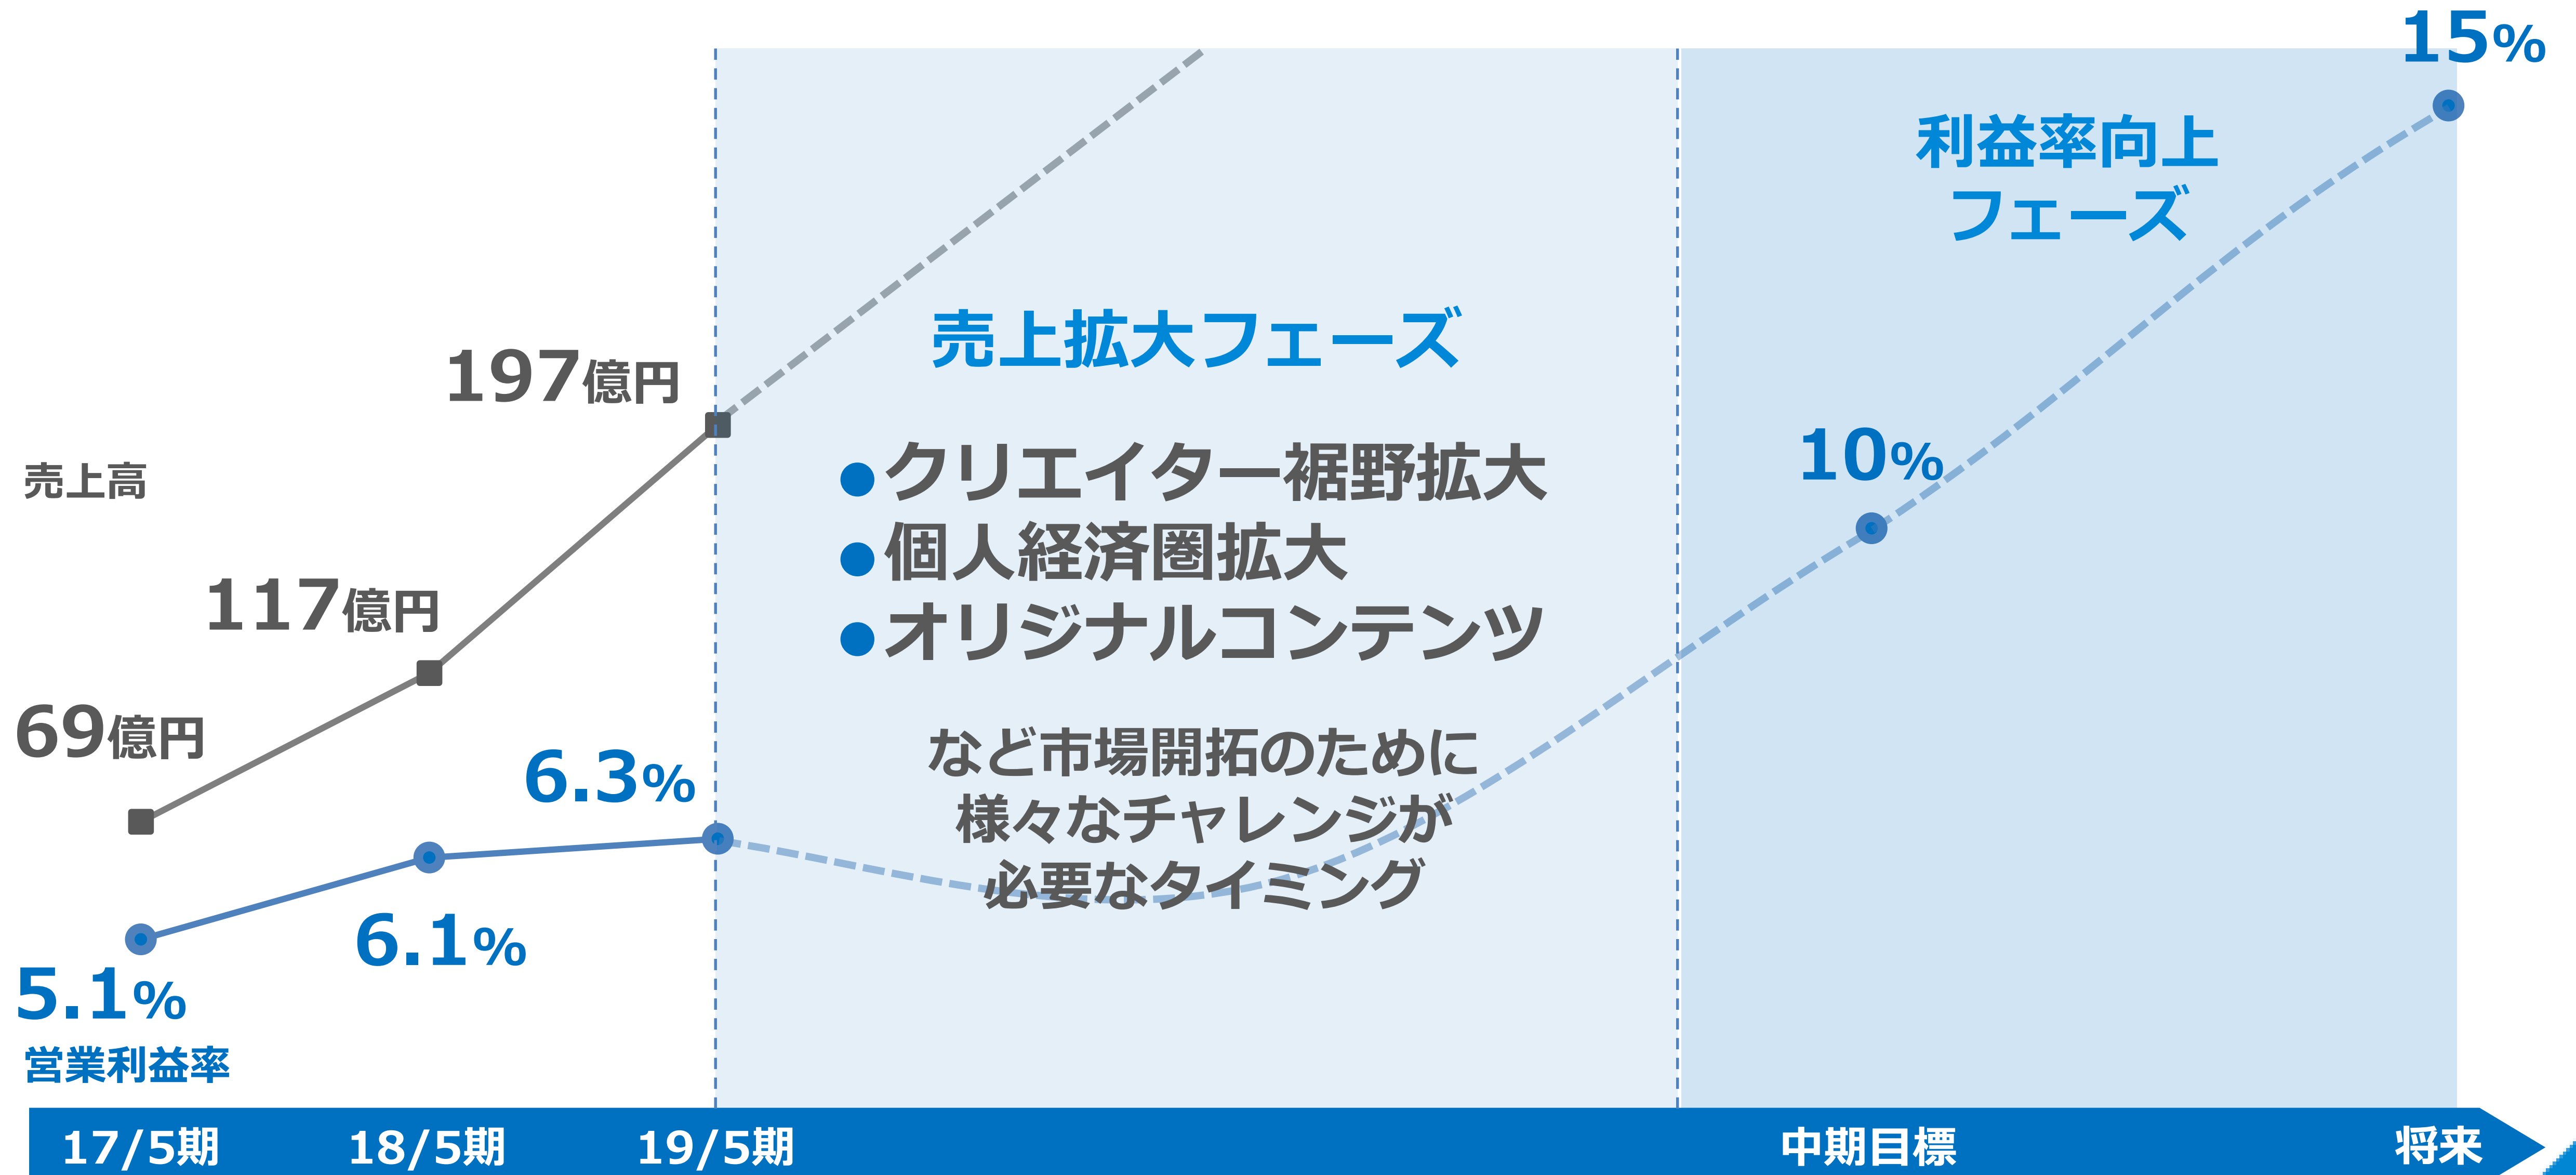 15%
利益率向上
フェーズ
売上拡大フェーズ
197億円
売上高
●クリエイター裾野拡大
10%
●個人経済圏拡大
117億円
●オリジナルコンテンツ
69億円
など市場開拓のために
6.3%
様々なチャレンジが
必要なタイミング
6.1%
5.1%
営業利益率
17/5期 18/5期 19/5期 中期目標 将来